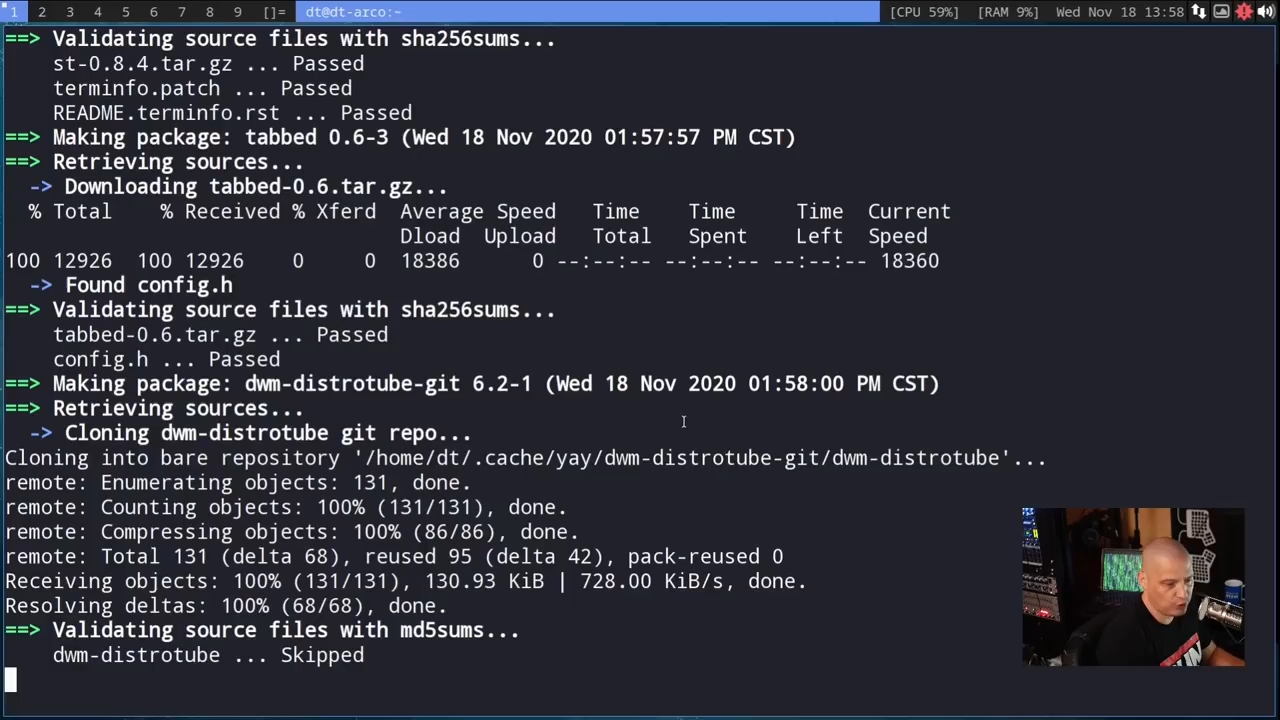 1 2 3 4 5 6 7 8 9 []= dt@dt-arco:~ [CPU 59%] [RAM 9%] Wed Nov 18 13:58
==> Validating source files with sha256sums...
st-0.8.4.tar.gz ... Passed
terminfo.patch ... Passed
README.terminfo.rst ... Passed
==> Making package: tabbed 0.6-3 (Wed 18 Nov 2020 01:57:57 PM CST)
==> Retrieving sources...
-> Downloading tabbed-0.6.tar.gz...
% Total % Received % Xferd Average Speed Time Time Time Current
Dload Upload Total Spent Left Speed
100 12926 100 12926 0 0 18386 0 --:--:-- --:--:-- --:--:-- 18360
-> Found config.h
==> Validating source files with sha256sums...
tabbed-0.6.tar.gz ... Passed
config.h ... Passed
==> Making package: dwm-distrotube-git 6.2-1 (Wed 18 Nov 2020 01:58:00 PM CST)
==> Retrieving sources...
-> Cloning dwm-distrotube git repo...
Cloning into bare repository '/home/dt/.cache/yay/dwm-distrotube-git/dwm-distrotube'...
remote: Enumerating objects: 131, done.
remote: Counting objects: 100% (131/131), done.
remote: Compressing objects: 100% (86/86), done.
remote: Total 131 (delta 68), reused 95 (delta 42), pack-reused 0
Receiving objects: 100% (131/131), 130.93 KiB | 728.00 KiB/s, done.
Resolving deltas: 100% (68/68), done.
==> Validating source files with md5sums...
dwm-distrotube ... Skipped